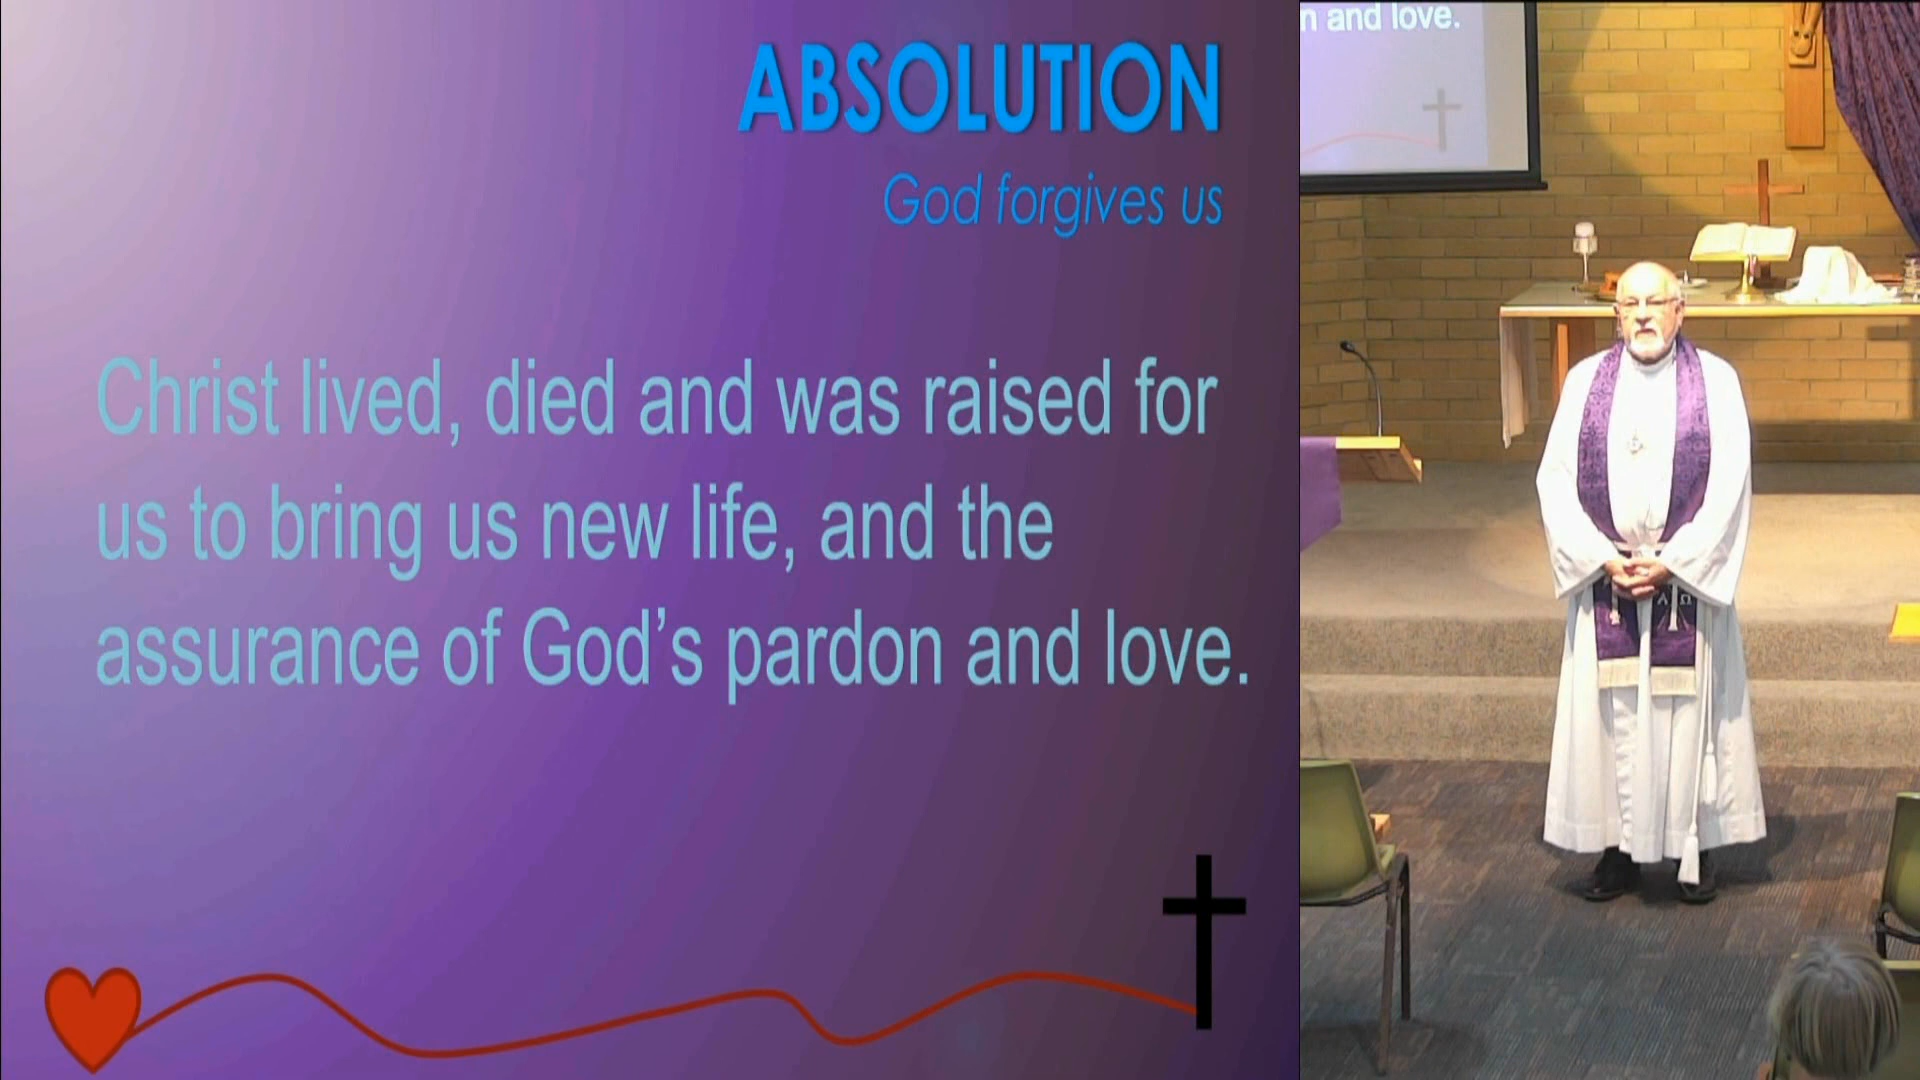 ABSOLUTION
God forgives us
Christ lived, died and was raised for
us to bring us new life, and the
assurance of God’s pardon and love.
n and love.
Α Ω